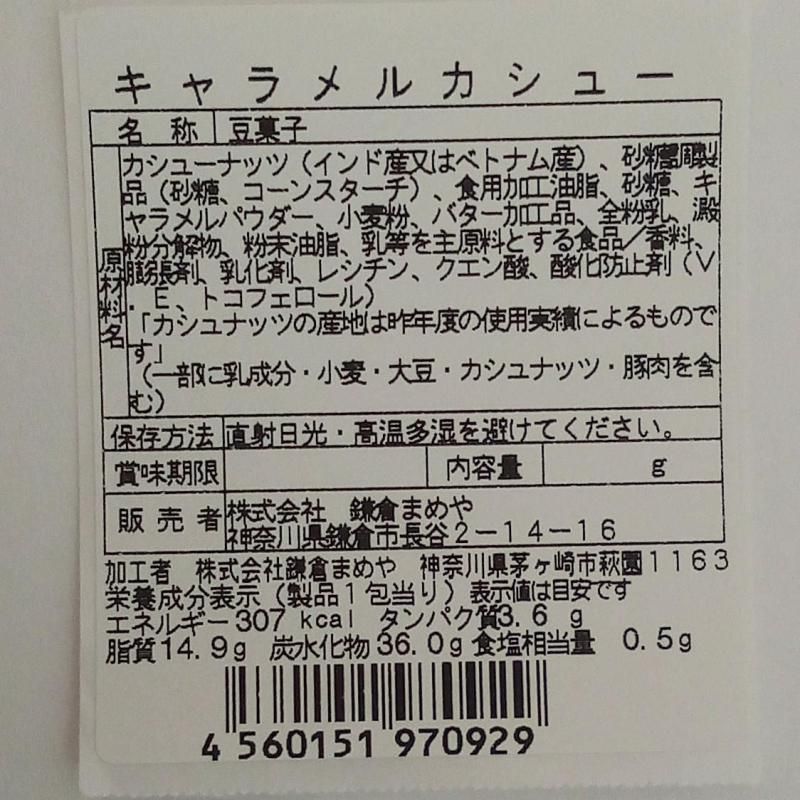 キャラメルカシュー
名称 豆菓子
原材料名
カシューナッツ（インド産又はベトナム産）、砂糖調製
品（砂糖、コーンスターチ）、食用加工油脂、砂糖、キ
ャラメルパウダー、小麦粉、バター加工品、全粉乳、澱
粉分解物、粉末油脂、乳等を主原料とする食品／香料、
膨張剤、乳化剤、レシチン、クエン酸、酸化防止剤（V
．E、トコフェロール）
「カシュナッツの産地は昨年度の使用実績によるもので
す」
（一部に乳成分・小麦・大豆・カシュナッツ・豚肉を含
む）
保存方法 直射日光・高温多湿を避けてください。
賞味期限 内容量 g
販売者 株式会社 鎌倉まめや
神奈川県鎌倉市長谷2－14－16
加工者 株式会社鎌倉まめや 神奈川県茅ヶ崎市萩園1163
栄養成分表示（製品1包当り）表示値は目安です
エネルギー307 kcal タンパク質3.6 g
脂質14.9g 炭水化物36.0g食塩相当量 0.5g
4 560151 970929